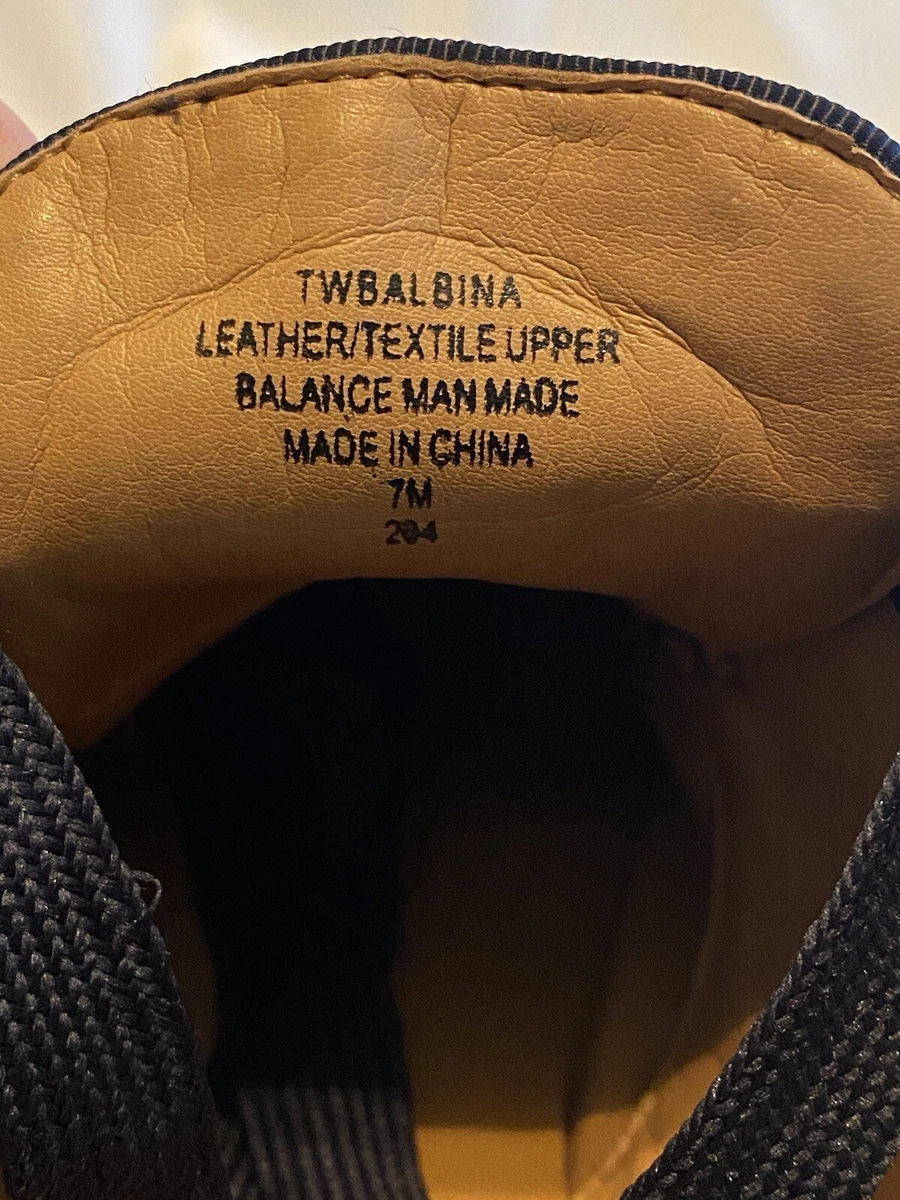 TWBALBINA
LEATHER/TEXTILE UPPER
BALANCE MAN MADE
MADE IN CHINA
7M
204